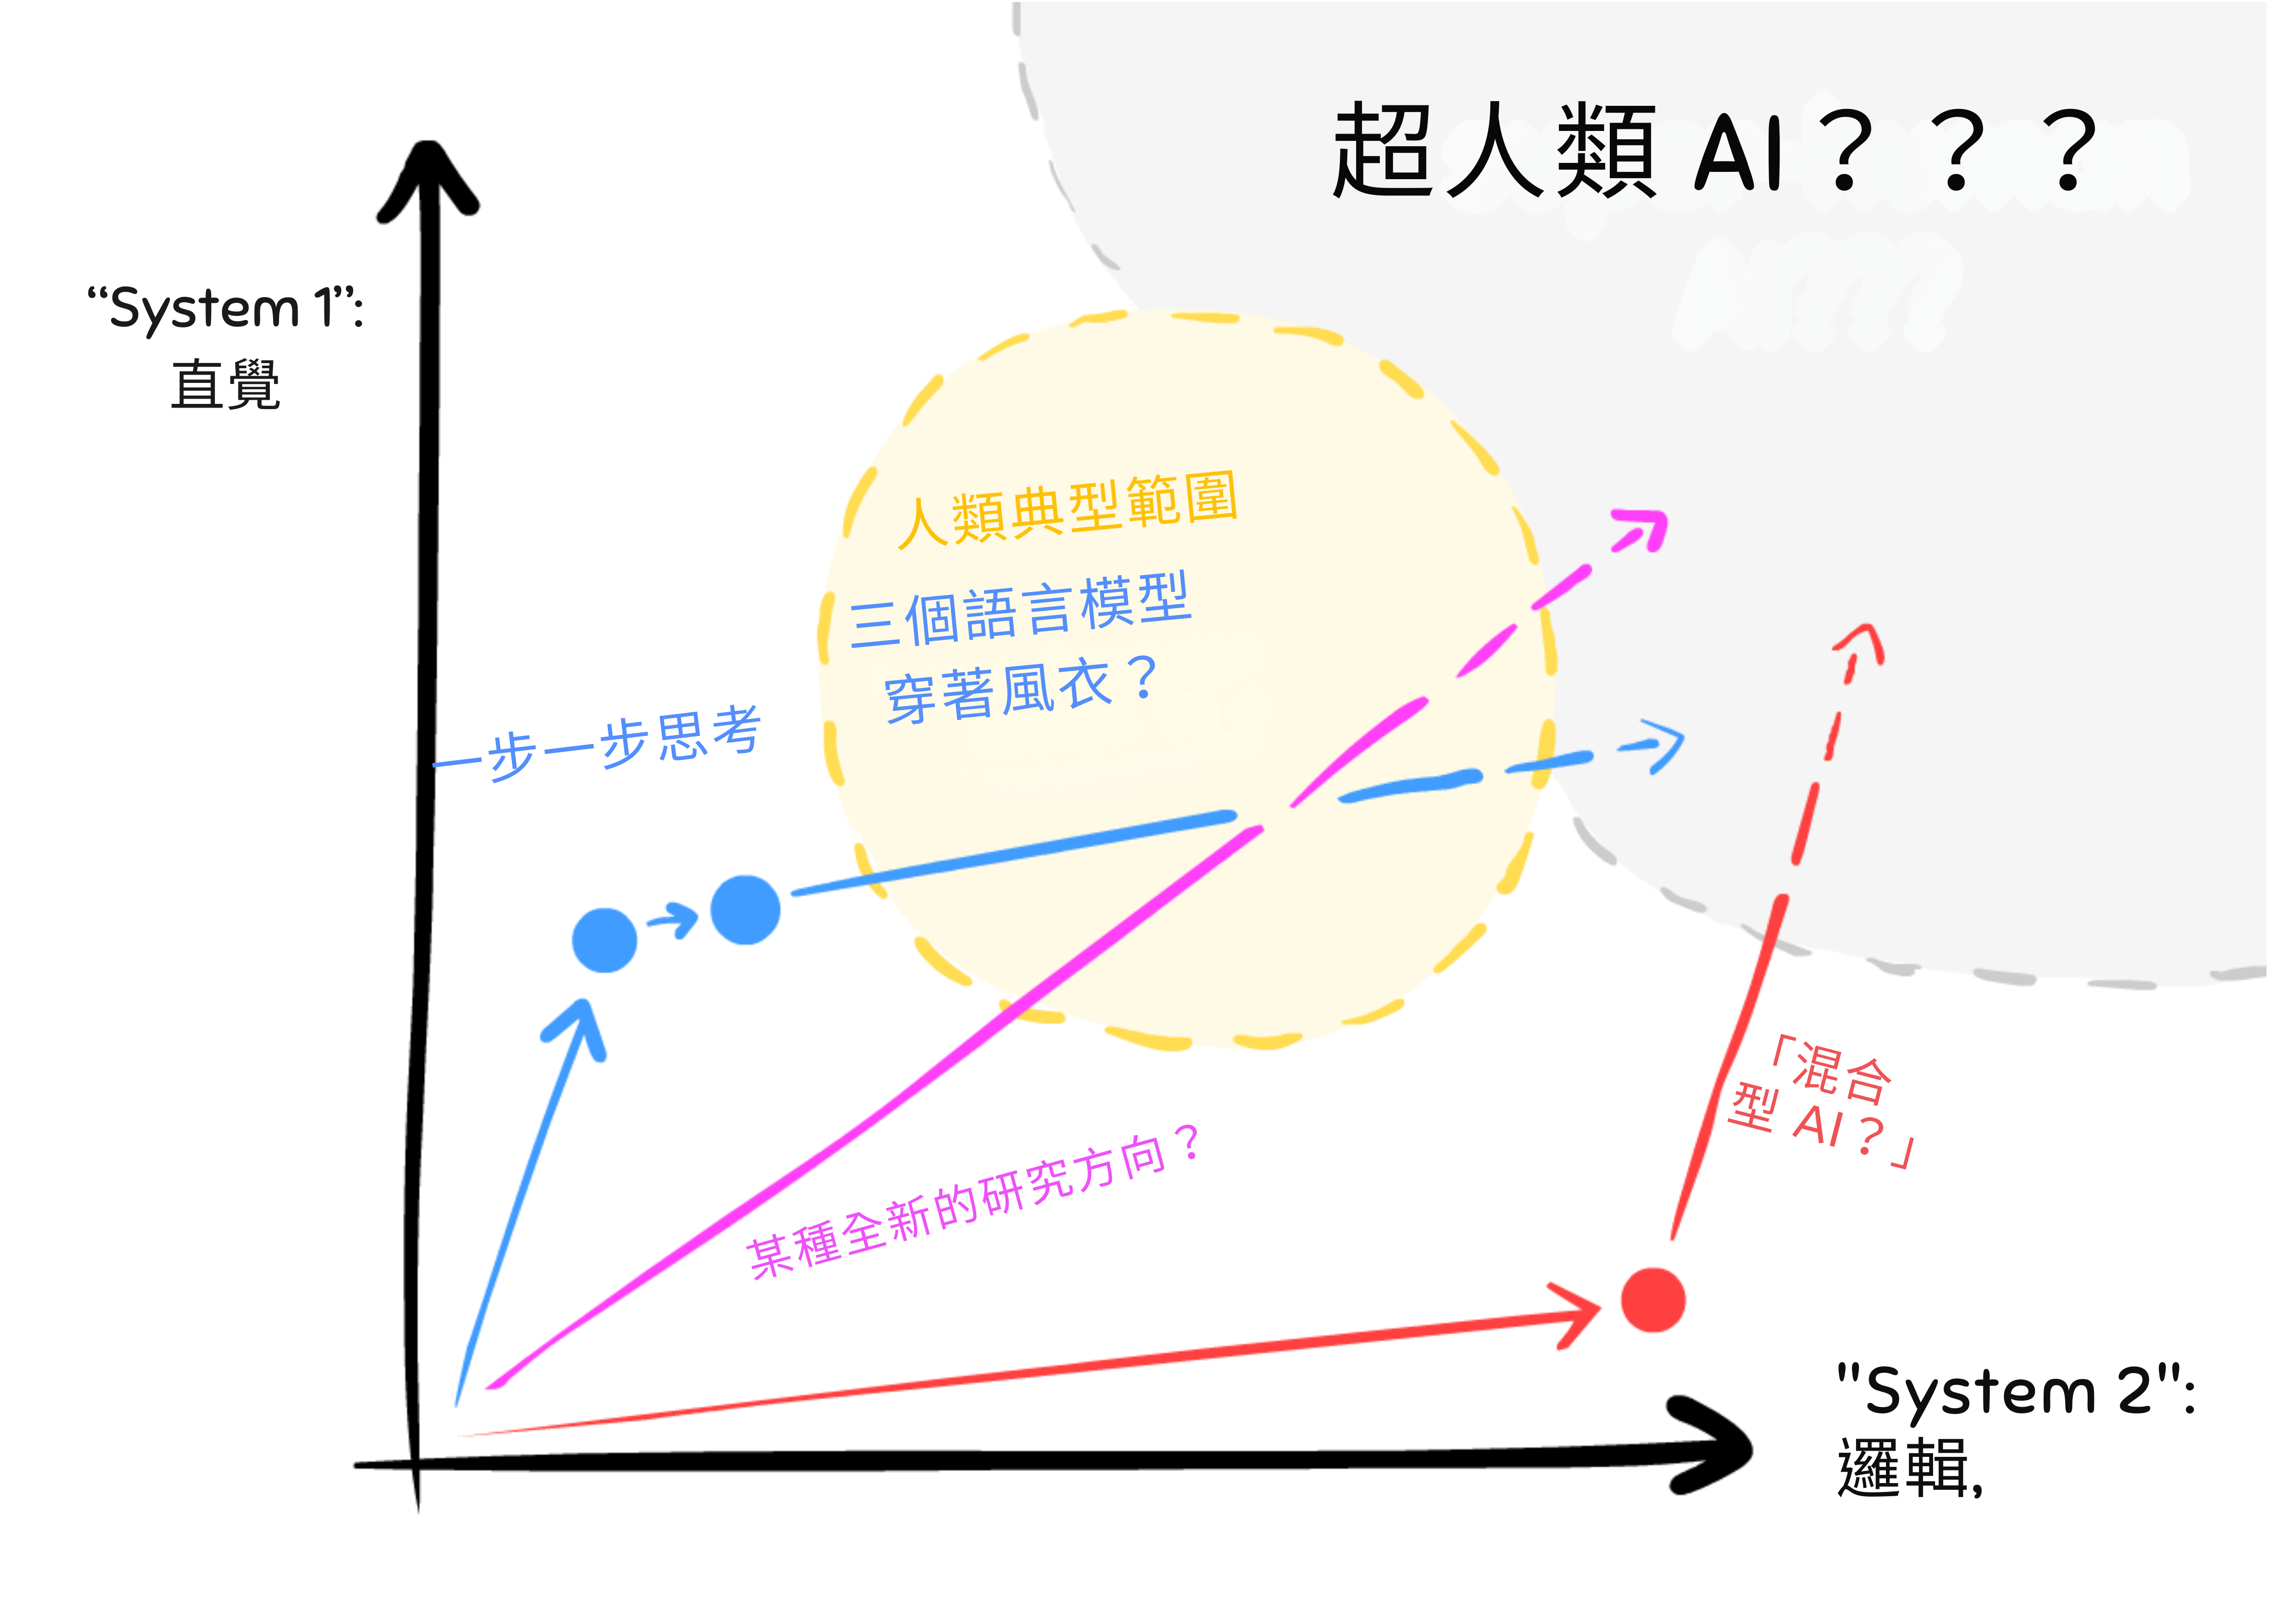 超人類 AI？？？
“System 1”:
直覺
人類典型範圍
三個語言模型
穿著風衣？
一步一步思考
「混合
型 AI？」
某種全新的研究方向？
"System 2":
邏輯,